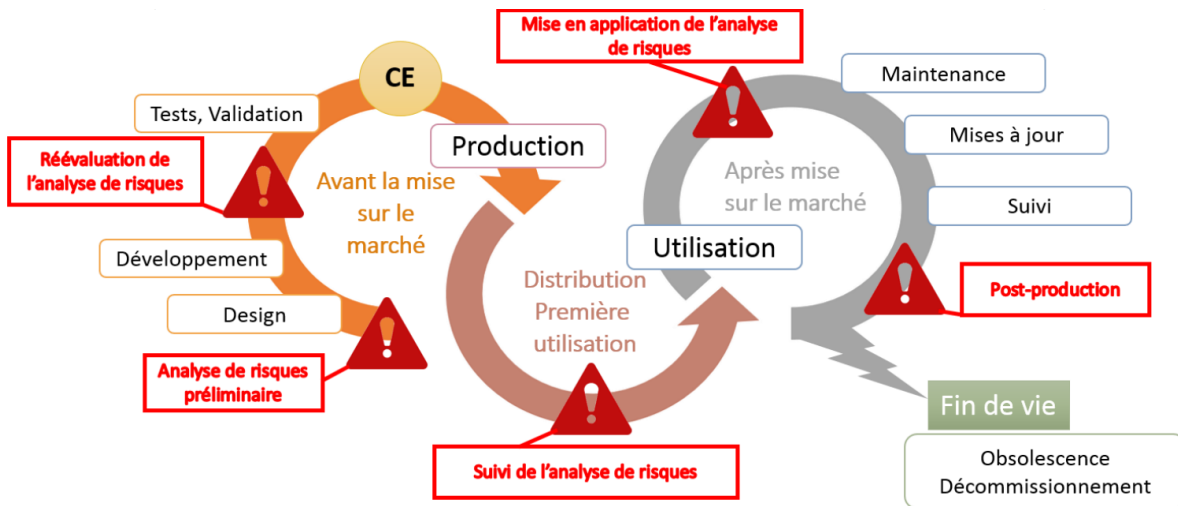 Mise en application de l'analyse
de risques
CE
Maintenance
Tests, Validation
Production
Mises à jour
Réévaluation de
l'analyse de risques
Avant la mise
sur le
marché
Après mise
sur le marché
Suivi
Développement
Utilisation
Design
Distribution
Première
utilisation
Post-production
Analyse de risques
préliminaire
Fin de vie
Suivi de l'analyse de risques
Obsolescence
Décommissionnement